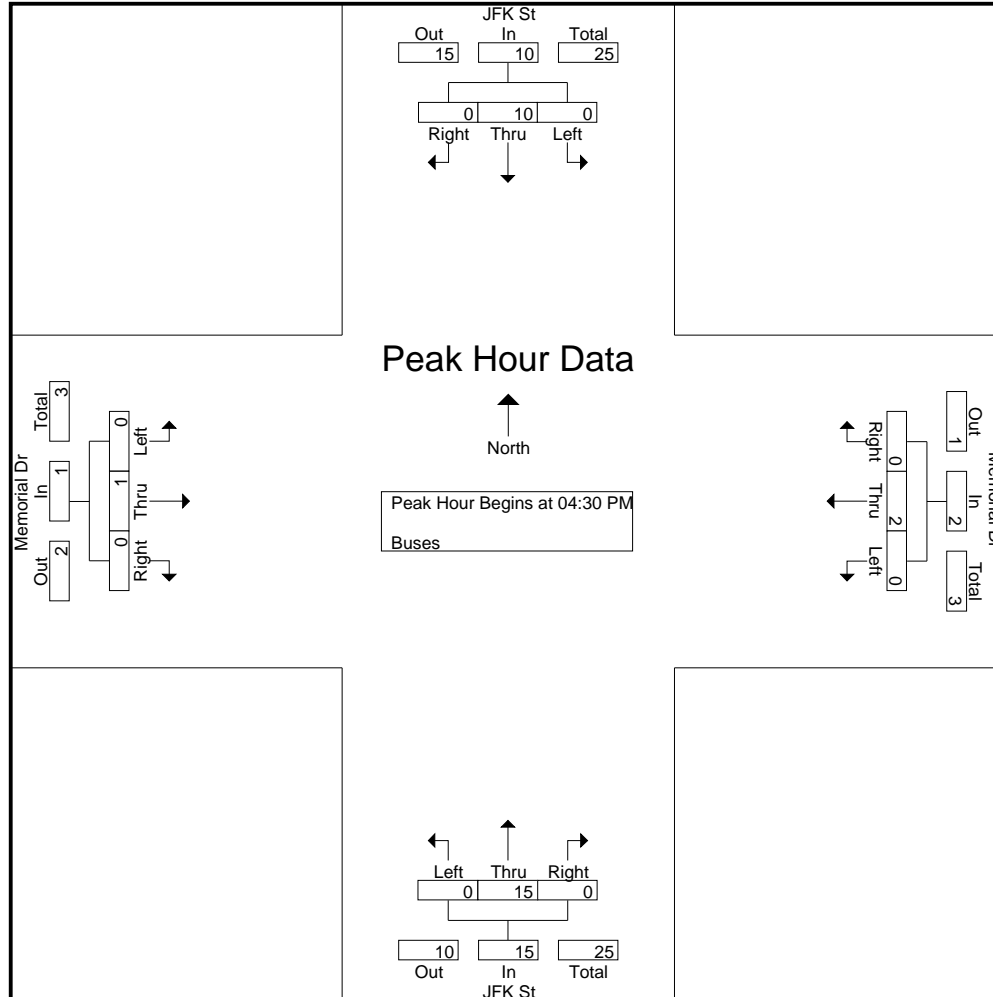 JFK St
Out In Total
15 10 25
0 10 0
Right Thru Left
Peak Hour Data
North
Peak Hour Begins at 04:30 PM
Buses
Memorial Dr
Out In Total
2 1 3
Left Thru Right
0 1 0
Memorial
Out In Total
1 2 3
Right Thru Left
0 2 0
Left Thru Right
0 15 0
10 15 25
Out In Total
JFK St